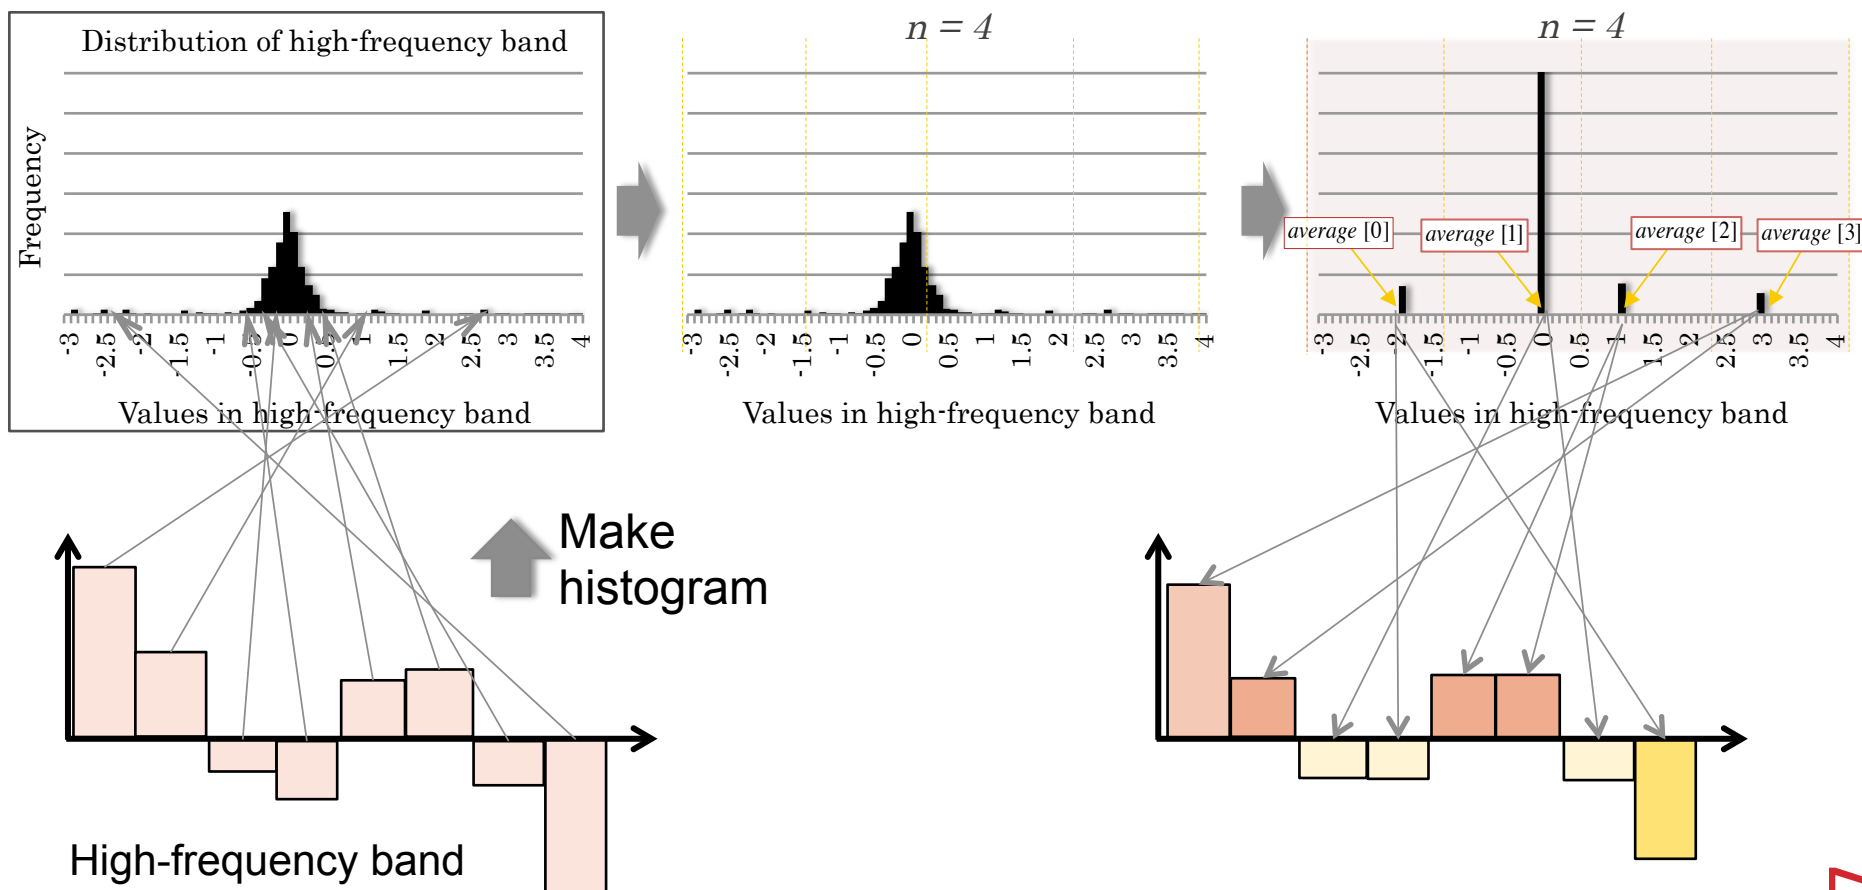 Distribution of high-frequency band
Frequency
-3 -2.5 -2 -1.5 -1 -0.5 0 0.5 1 1.5 2 2.5 3 3.5 4
Values in high-frequency band
n = 4
-3 -2.5 -2 -1.5 -1 -0.5 0 0.5 1 1.5 2 2.5 3 3.5 4
Values in high-frequency band
n = 4
average [0]
average [1]
average [2]
average [3]
-3 -2.5 -2 -1.5 -1 -0.5 0 0.5 1 1.5 2 2.5 3 3.5 4
Values in high-frequency band
Make
histogram
High-frequency band
7